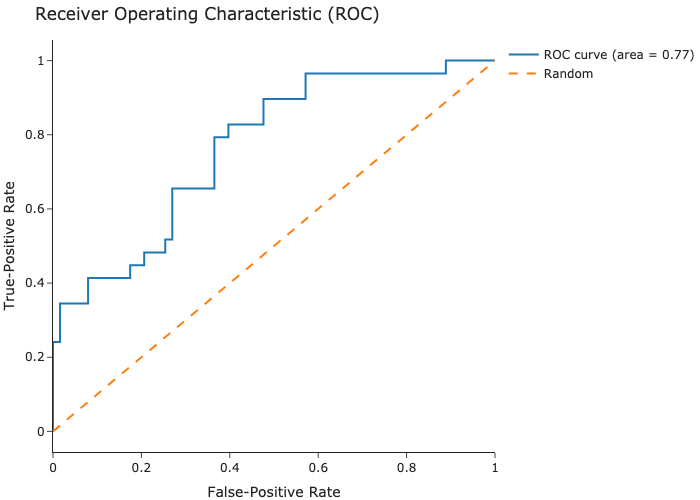 Receiver Operating Characteristic (ROC)
ROC curve (area = 0.77)
Random
True-Positive Rate
1
0.8
0.6
0.4
0.2
0
0 0.2 0.4 0.6 0.8 1
False-Positive Rate